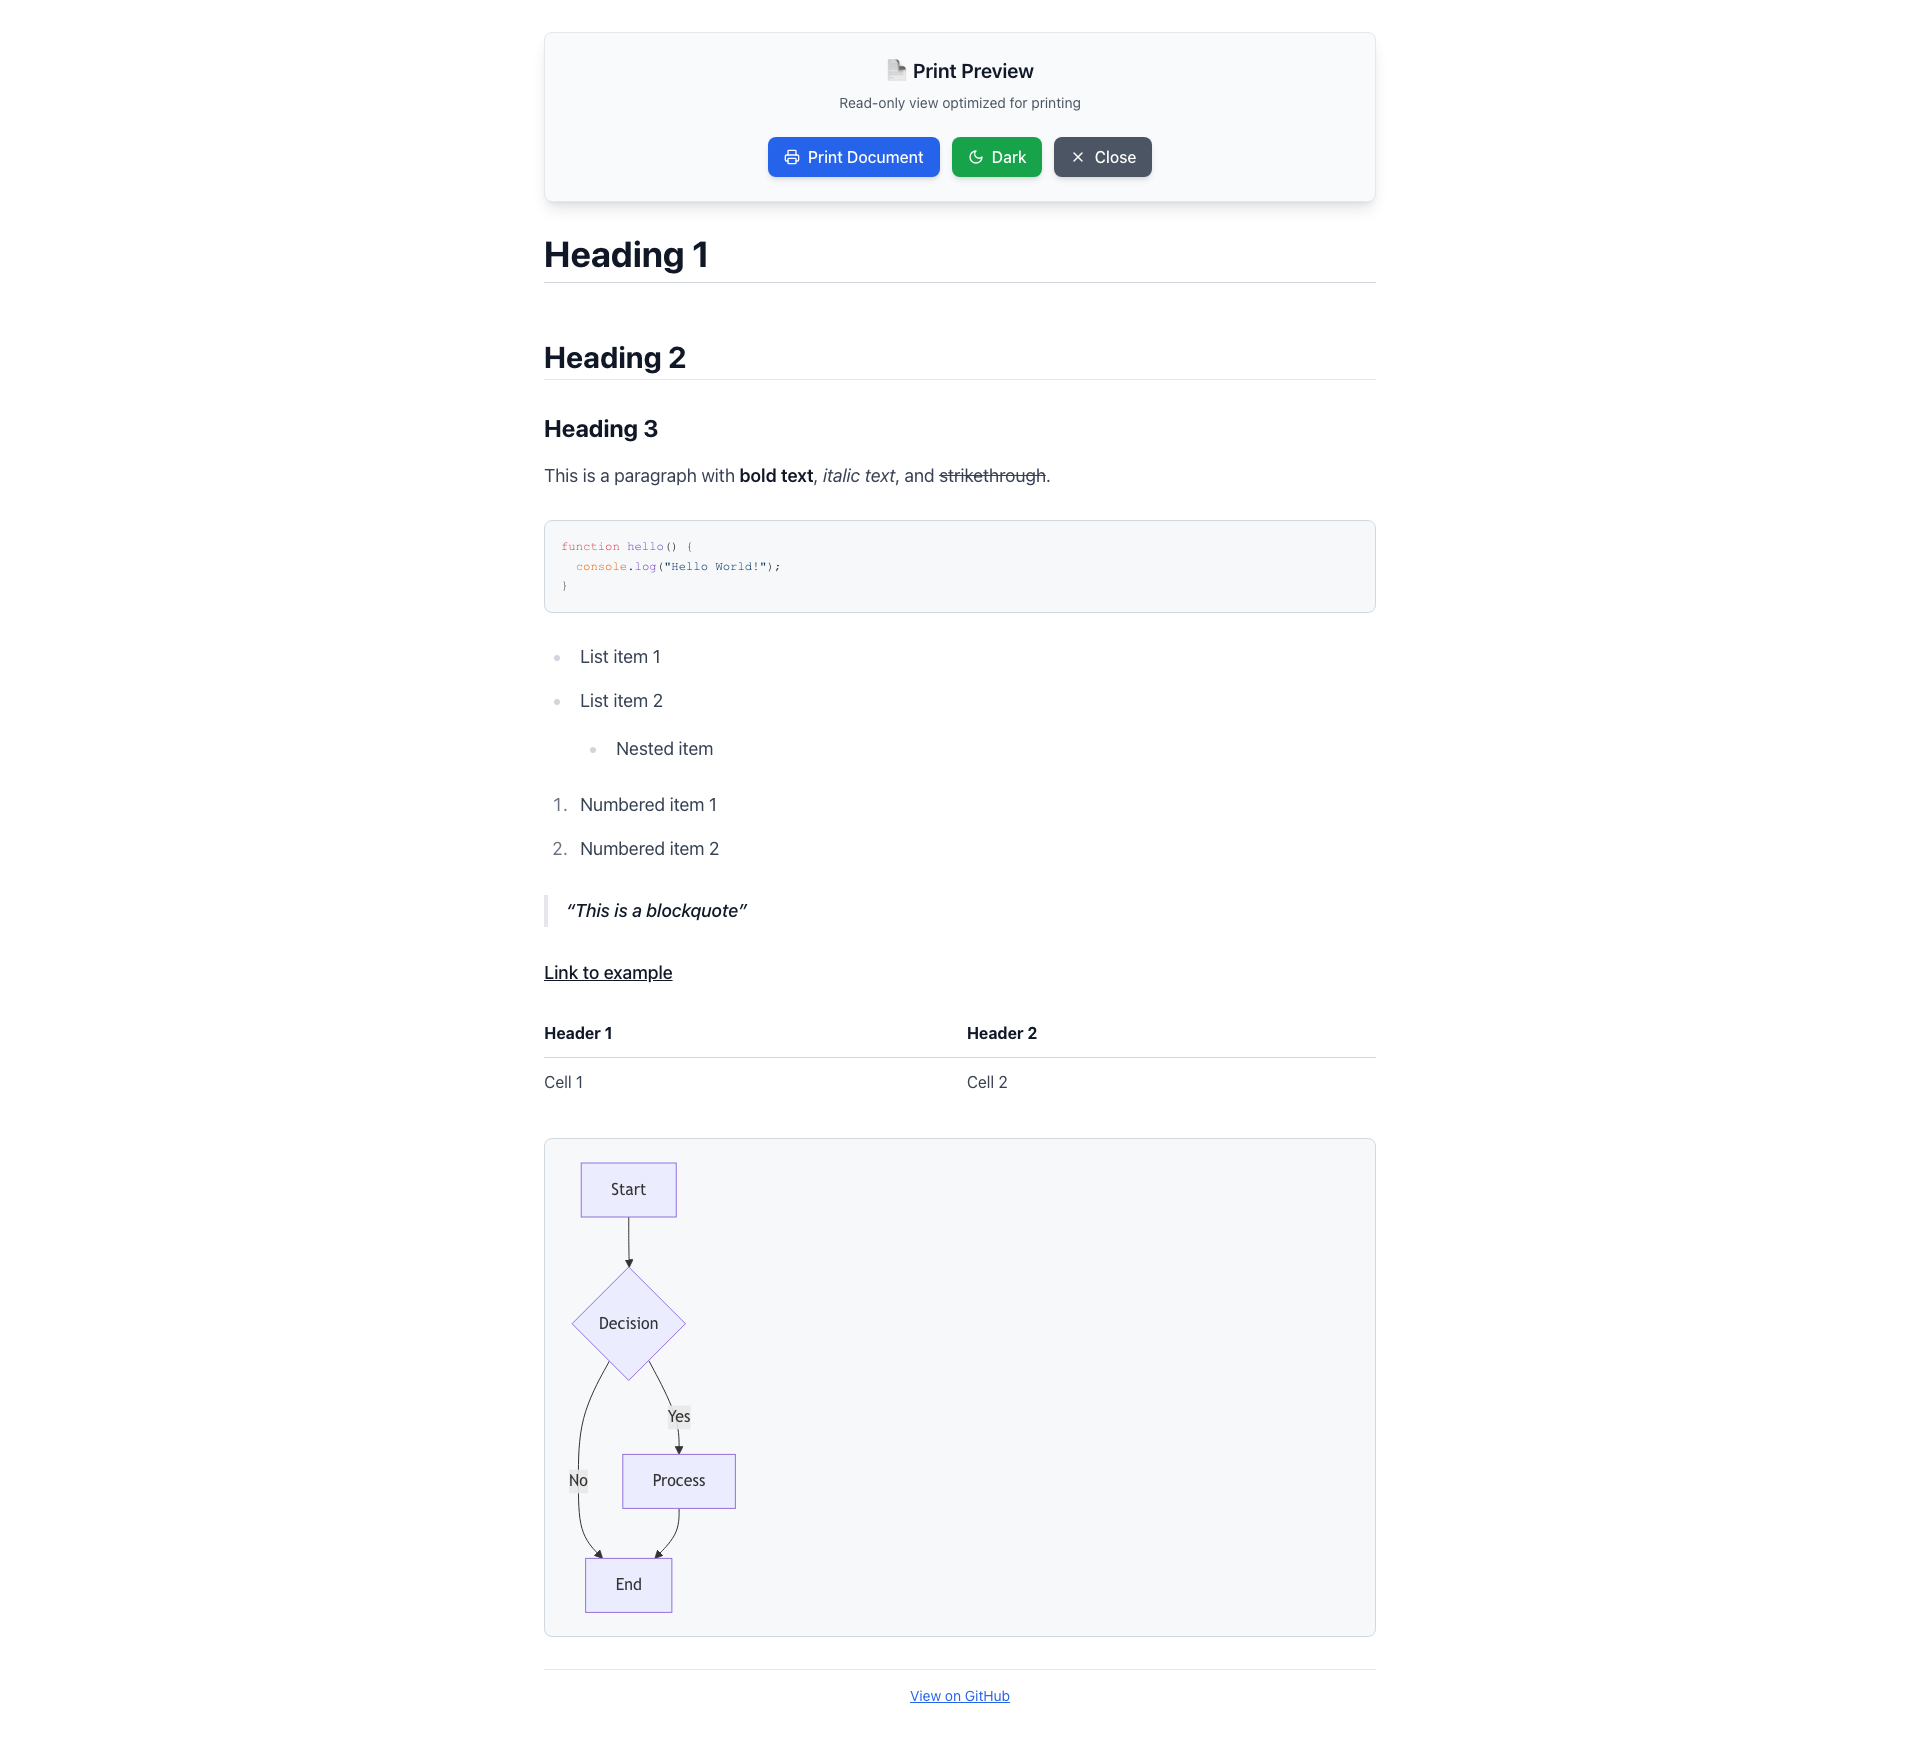 Print Preview
Read-only view optimized for printing
Print Document Dark Close
Heading 1
Heading 2
Heading 3
This is a paragraph with bold text, italic text, and strikethrough.
function hello() {
  console.log("Hello World!");
}
List item 1
List item 2
Nested item
1. Numbered item 1
2. Numbered item 2
“This is a blockquote”
Link to example
Header 1 Header 2
Cell 1 Cell 2
Start
Decision
Yes
No
Process
End
View on GitHub